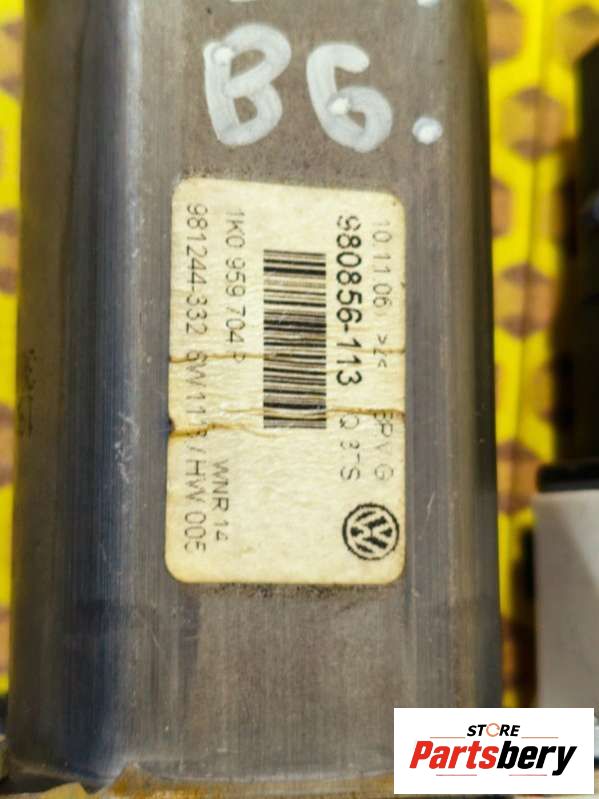 B6.
10.11.06
980856-113
1K0 959 704
WNR 14
981244-332 / HW 005
STORE
Partsbery